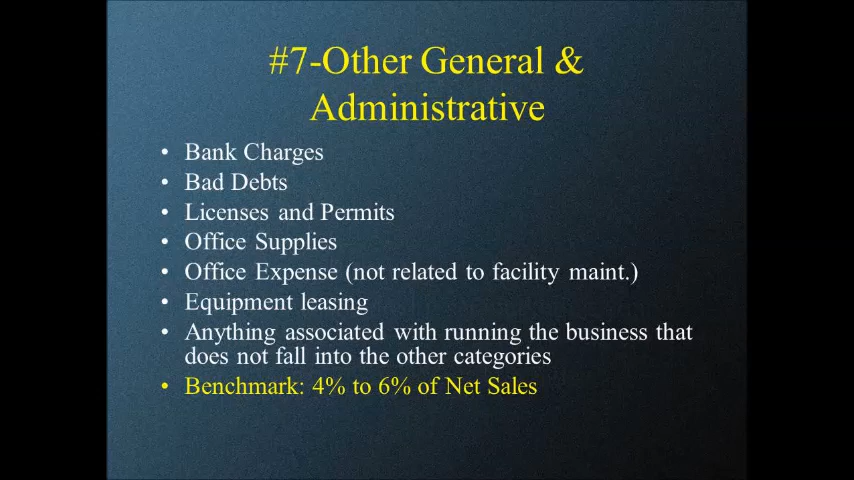 #7-Other General &
Administrative
• Bank Charges
• Bad Debts
• Licenses and Permits
• Office Supplies
• Office Expense (not related to facility maint.)
• Equipment leasing
• Anything associated with running the business that
does not fall into the other categories
• Benchmark: 4% to 6% of Net Sales